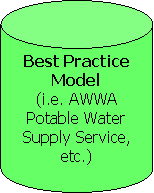 Best Practice
Model
(i.e. AWWA
Potable Water
Supply Service,
etc.)